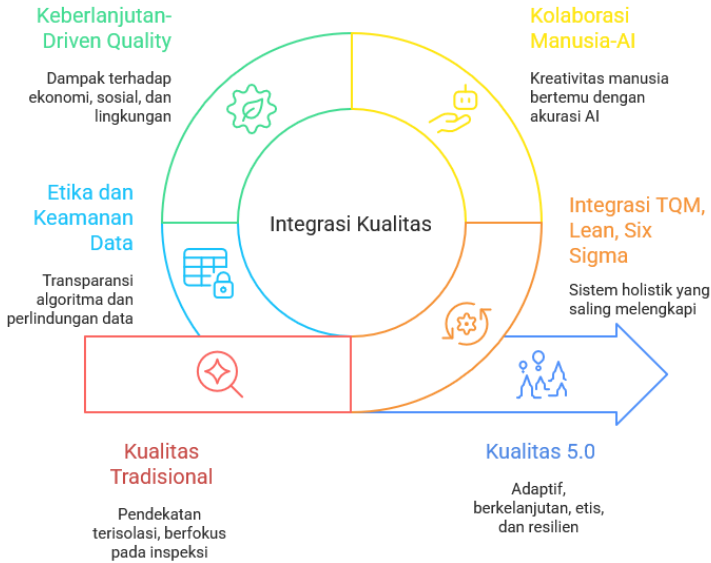 Keberlanjutan-
Driven Quality
Dampak terhadap
ekonomi, sosial, dan
lingkungan
Kolaborasi
Manusia-AI
Kreativitas manusia
bertemu dengan
akurasi AI
Etika dan
Keamanan
Data
Transparansi
algoritma dan
perlindungan data
Integrasi Kualitas
Integrasi TQM,
Lean, Six
Sigma
Sistem holistik yang
saling melengkapi
Kualitas
Tradisional
Pendekatan
terisolasi, berfokus
pada inspeksi
Kualitas 5.0
Adaptif,
berkelanjutan, etis,
dan resilien